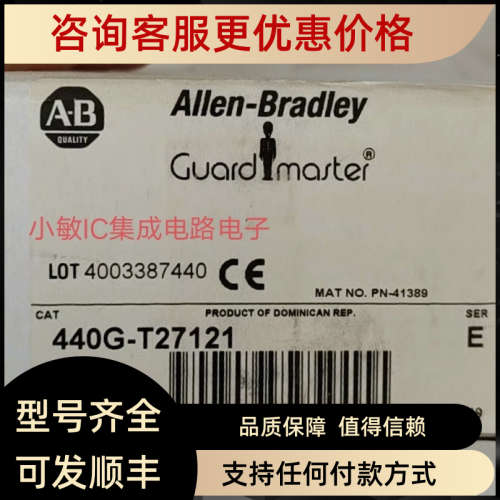 咨询客服更优惠价格
A-B
QUALITY
Allen-Bradley
Guardmaster®
小敏IC集成电路电子
LOT 4003387440 CE
MAT NO. PN-41389
CAT
PRODUCT OF DOMINICAN REP.
SER
440G-T27121
E
型号齐全
可发顺丰
品质保障 值得信赖
支持任何付款方式